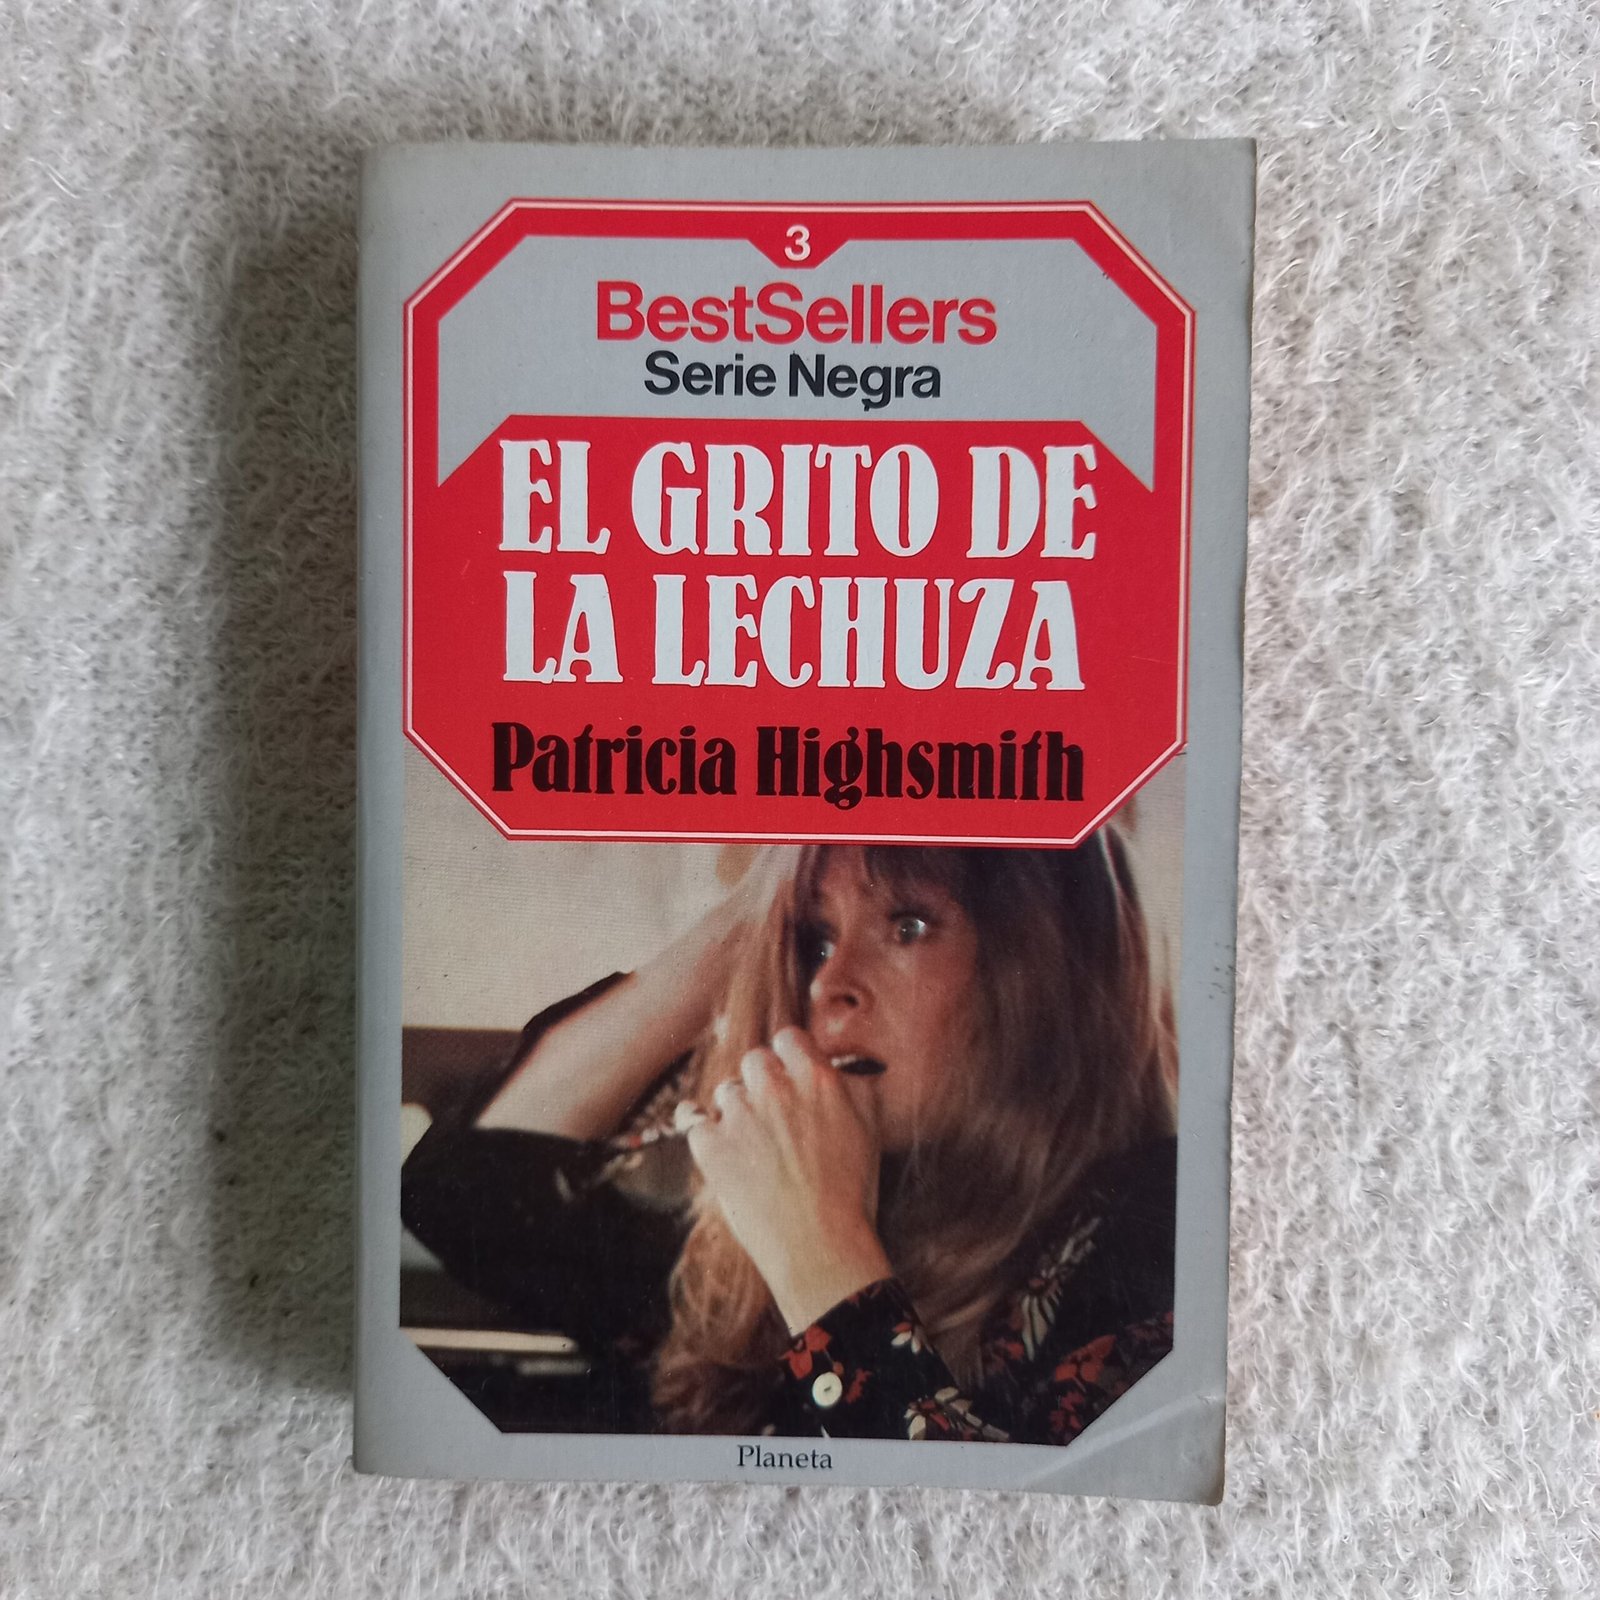 3
BestSellers
Serie Negra
EL GRITO DE
LA LECHUZA
Patricia Highsmith
Planeta